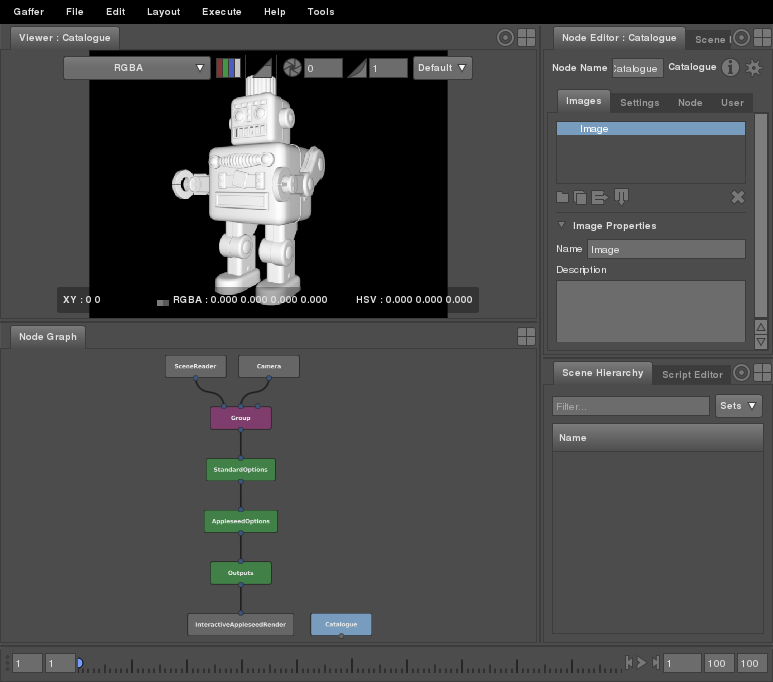 Gaffer File Edit Layout Execute Help Tools
Viewer : Catalogue
RGBA 0 1 Default
XY : 0 0 RGBA : 0.000 0.000 0.000 0.000 HSV : 0.000 0.000 0.000
Node Graph
SceneReader Camera
Group
StandardOptions
AppleseedOptions
Outputs
InteractiveAppleseedRender Catalogue
Node Editor : Catalogue Scene
Node Name Catalogue Catalogue
Images Settings Node User
Image
Image Properties
Name Image
Description
Scene Hierarchy Script Editor
Filter... Sets
Name
1 1 1 100 100